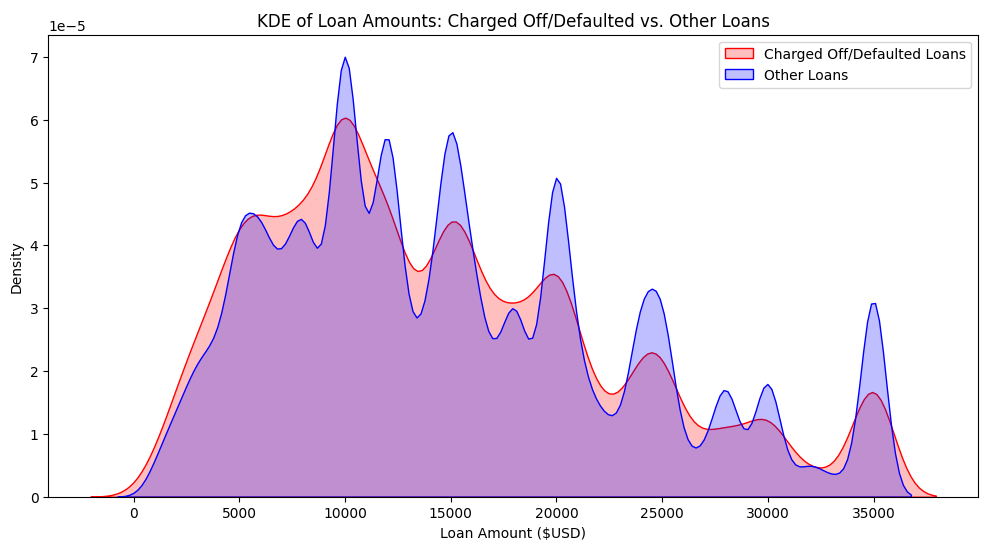 KDE of Loan Amounts: Charged Off/Defaulted vs. Other Loans
1e−5
7
6
5
4
3
2
1
0
Density
Charged Off/Defaulted Loans
Other Loans
0 5000 10000 15000 20000 25000 30000 35000
Loan Amount ($USD)